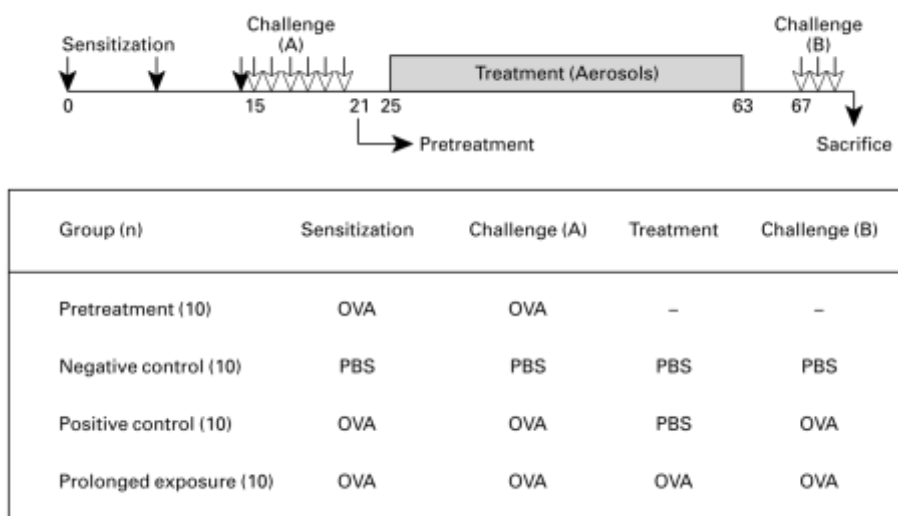 Challenge
(A)
Challenge
(B)
Sensitization
Treatment (Aerosols)
0 15 21 25 63 67
Pretreatment
Sacrifice
Group (n) Sensitization Challenge (A) Treatment Challenge (B)
Pretreatment (10) OVA OVA – –
Negative control (10) PBS PBS PBS PBS
Positive control (10) OVA OVA PBS OVA
Prolonged exposure (10) OVA OVA OVA OVA